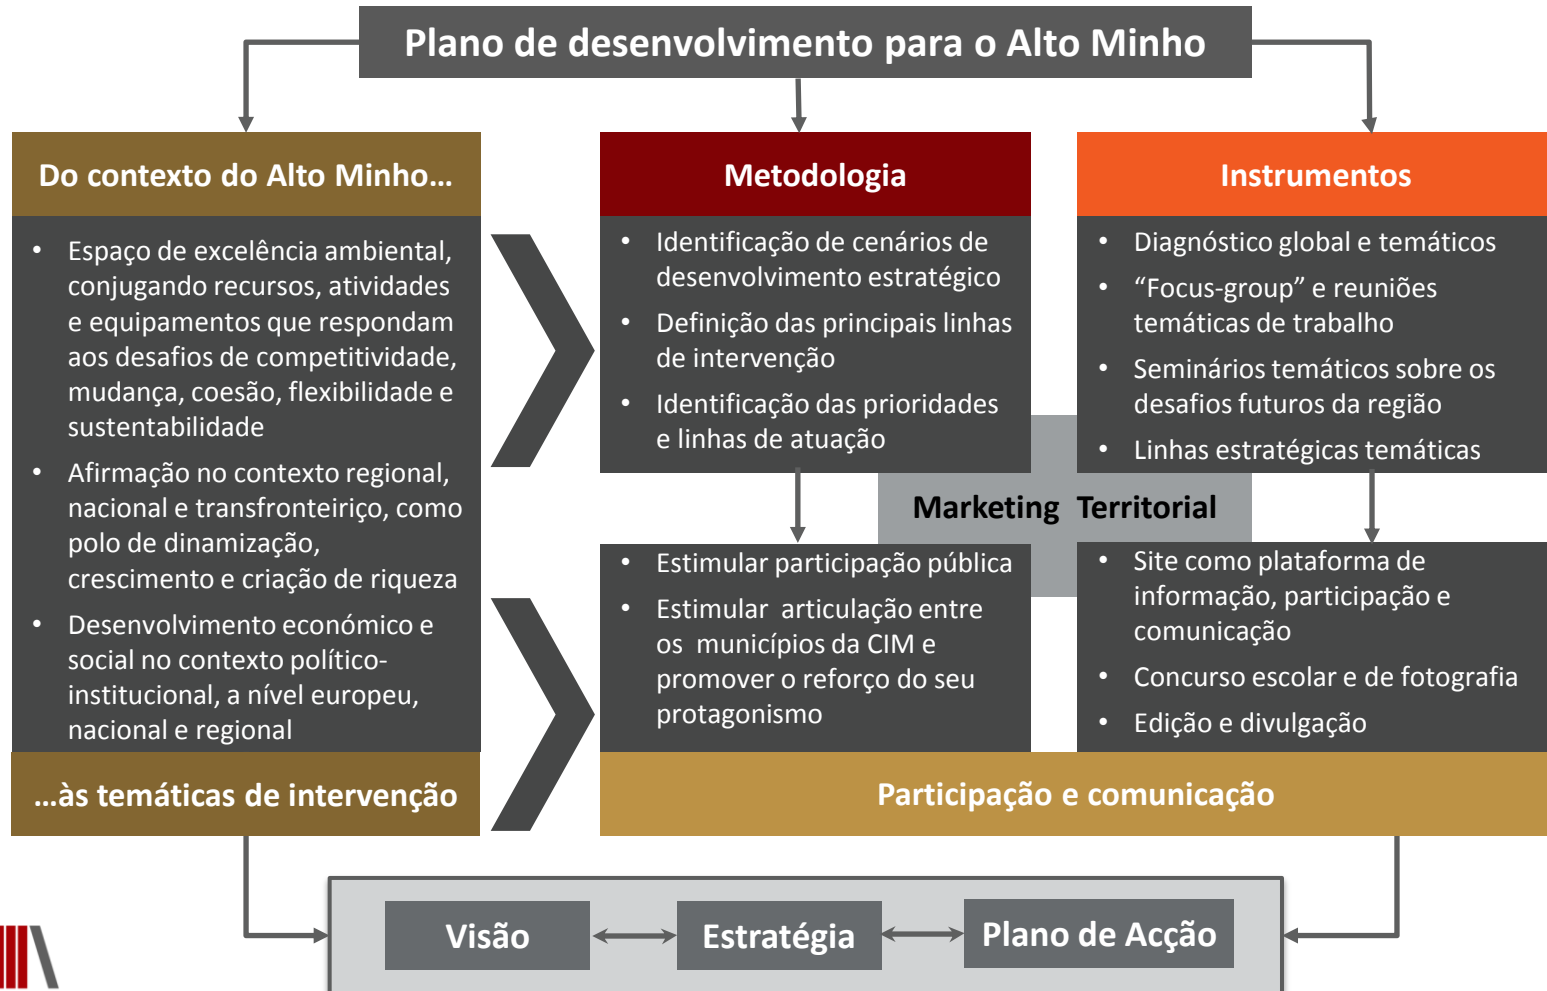 Plano de desenvolvimento para o Alto Minho
Do contexto do Alto Minho...
• Espaço de excelência ambiental,
conjugando recursos, atividades
e equipamentos que respondam
aos desafios de competitividade,
mudança, coesão, flexibilidade e
sustentabilidade
• Afirmação no contexto regional,
nacional e transfronteiriço, como
polo de dinamização,
crescimento e criação de riqueza
• Desenvolvimento económico e
social no contexto político-
institucional, a nível europeu,
nacional e regional
...às temáticas de intervenção
Metodologia
• Identificação de cenários de
desenvolvimento estratégico
• Definição das principais linhas
de intervenção
• Identificação das prioridades
e linhas de atuação
Instrumentos
• Diagnóstico global e temáticos
• “Focus-group” e reuniões
temáticas de trabalho
• Seminários temáticos sobre os
desafios futuros da região
• Linhas estratégicas temáticas
Marketing Territorial
• Estimular participação pública
• Estimular articulação entre
os municípios da CIM e
promover o reforço do seu
protagonismo
• Site como plataforma de
informação, participação e
comunicação
• Concurso escolar e de fotografia
• Edição e divulgação
Participação e comunicação
Visão
Estratégia
Plano de Acção